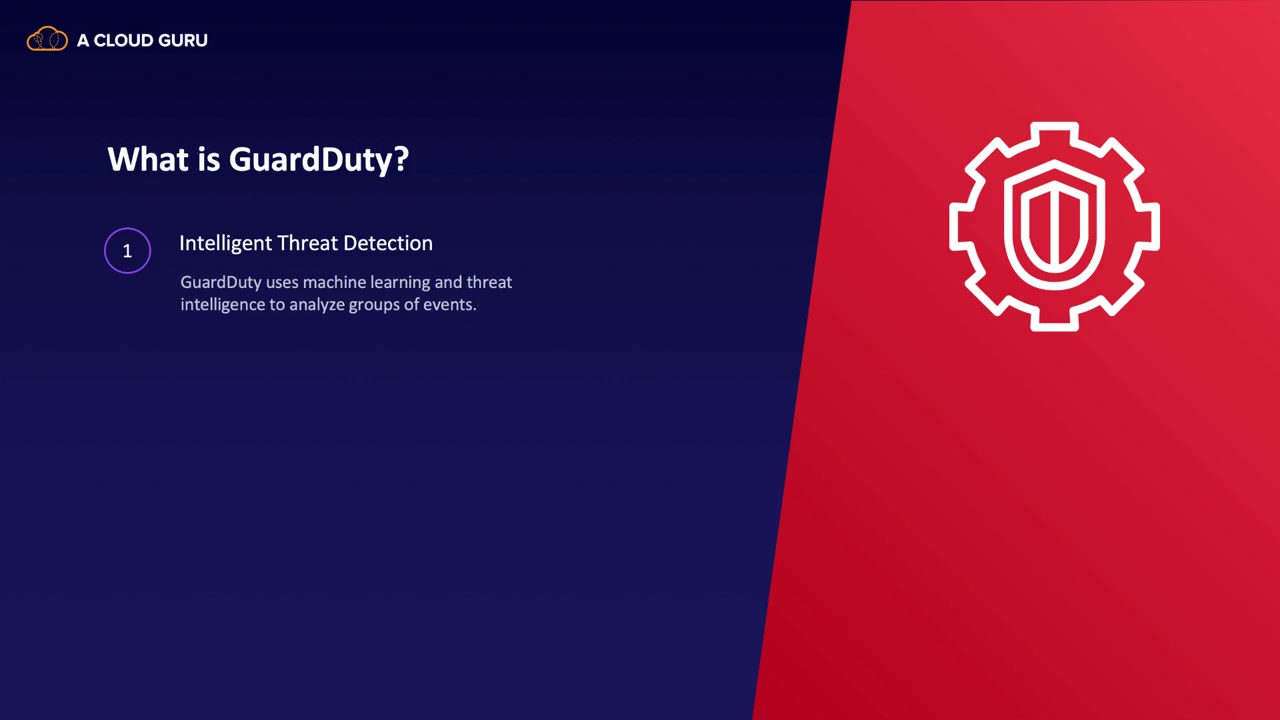 A CLOUD GURU
What is GuardDuty?
1
Intelligent Threat Detection
GuardDuty uses machine learning and threat
intelligence to analyze groups of events.